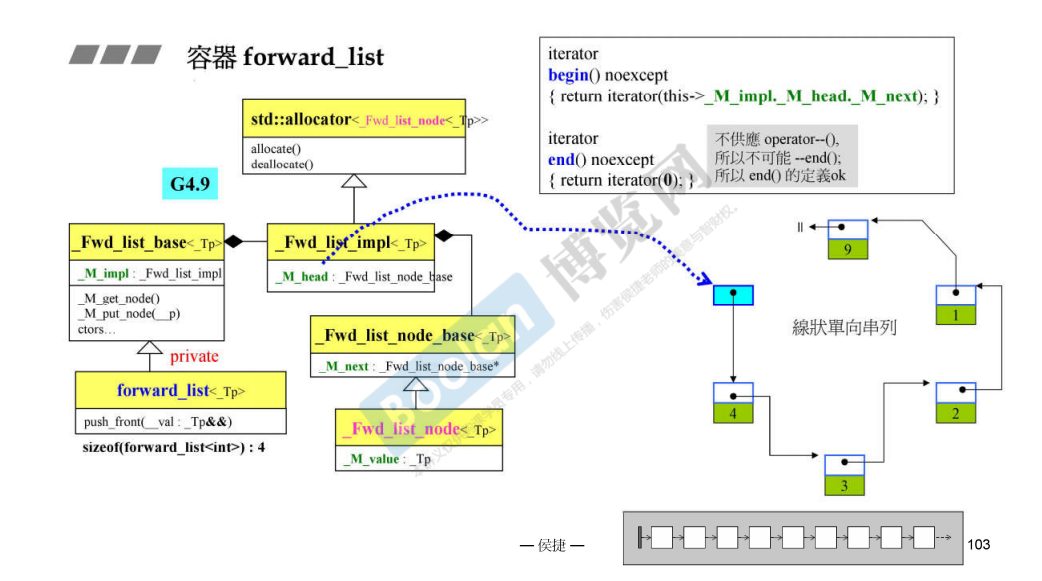 容器 forward_list
iterator
begin() noexcept
{ return iterator(this->_M_impl._M_head._M_next); }
iterator
end() noexcept
{ return iterator(0); }
不供應 operator--(),
所以不可能 --end();
所以 end() 的定義ok
std::allocator<_Fwd_list_node<_Tp>>
allocate()
deallocate()
G4.9
_Fwd_list_base<_Tp>
_M_impl : _Fwd_list_impl
_M_get_node()
_M_put_node(__p)
ctors…
_Fwd_list_impl<_Tp>
_M_head : _Fwd_list_node_base
_Fwd_list_node_base<_Tp>
_M_next : _Fwd_list_node_base*
private
forward_list<_Tp>
push_front(__val : _Tp&&)
sizeof(forward_list<int>) : 4
_Fwd_list_node<_Tp>
_M_value : _Tp
9
1
線狀單向串列
4
2
3
Boolan
博览网
— 侯捷 —
103